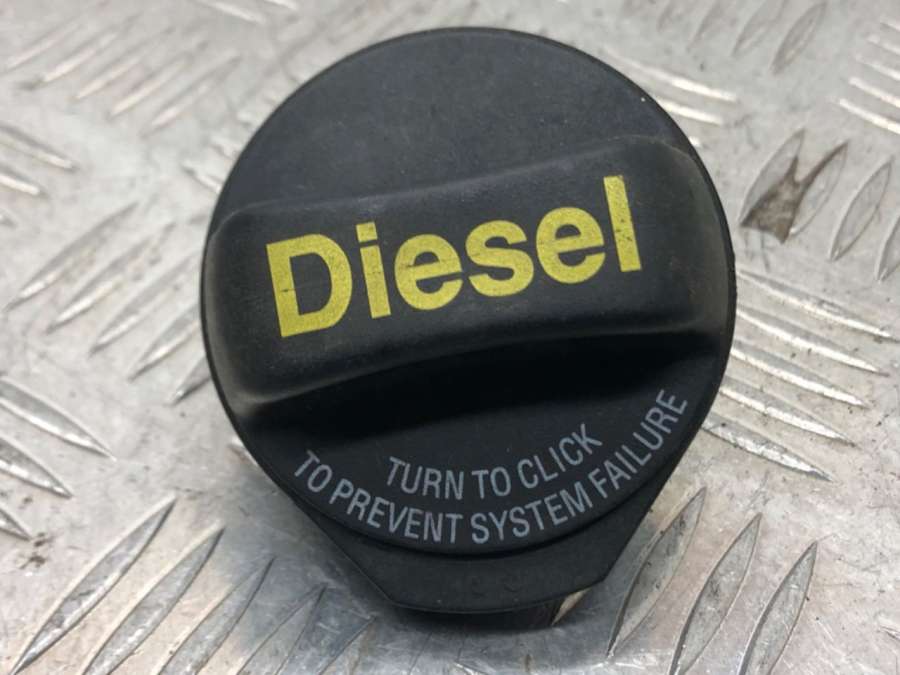 Diesel
TURN TO CLICK
TO PREVENT SYSTEM FAILURE